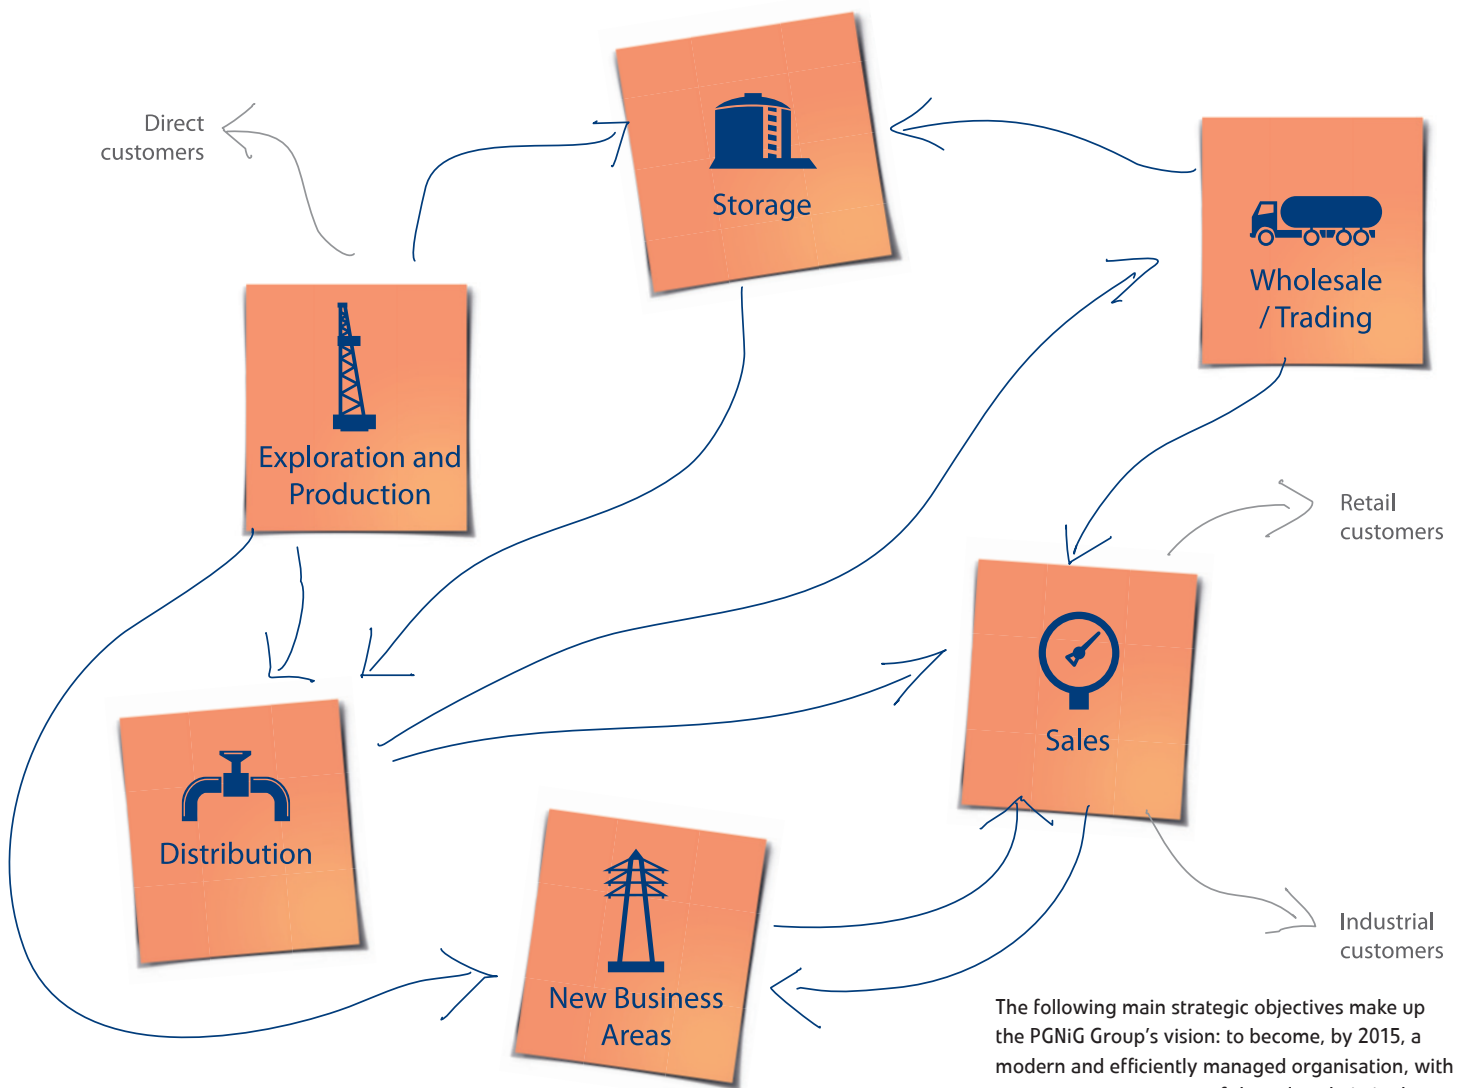 Direct
customers
Storage
Wholesale
/ Trading
Exploration and
Production
Retail
customers
Sales
Distribution
Industrial
customers
New Business
Areas
The following main strategic objectives make up
the PGNiG Group’s vision: to become, by 2015, a
modern and efficiently managed organisation, with